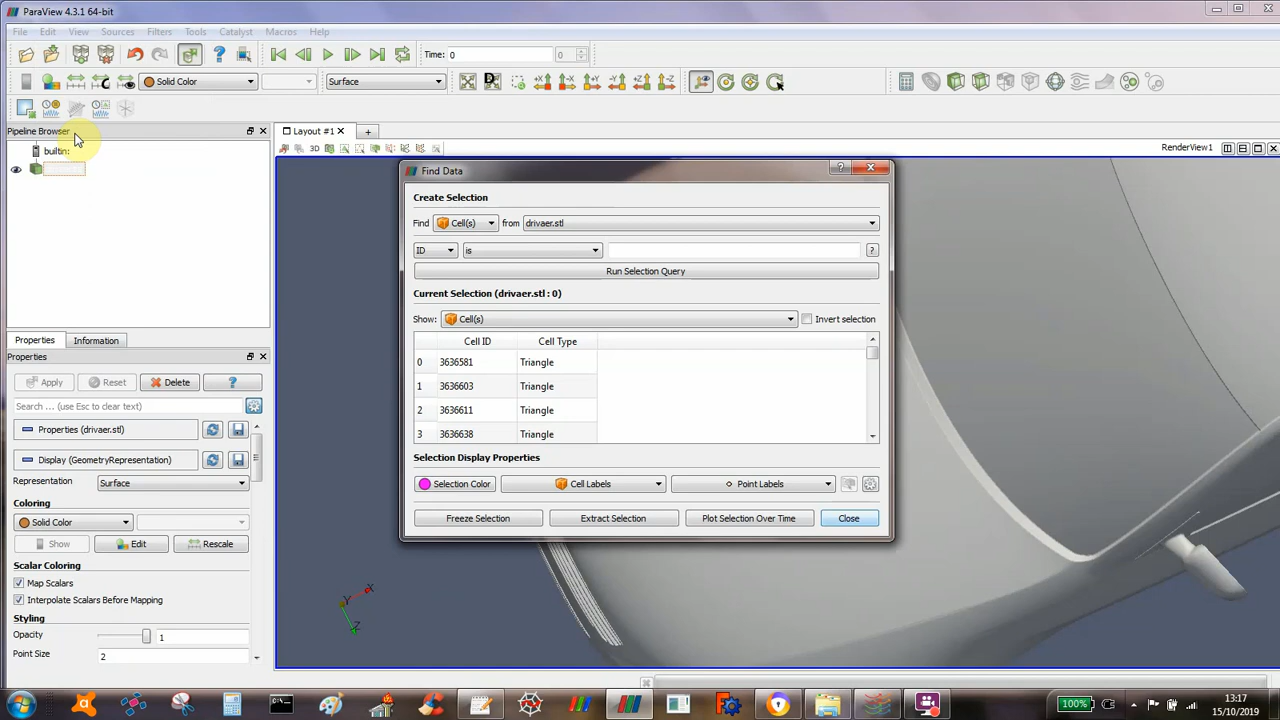 ParaView 4.3.1 64-bit
File Edit View Sources Filters Tools Catalyst Macros Help
Time: 0 0
Solid Color Surface
Pipeline Browser
Layout #1
builtin:
3D
RenderView1
Find Data
Create Selection
Find Cell(s) from drivaer.stl
ID is
Run Selection Query
Current Selection (drivaer.stl : 0)
Show: Cell(s) Invert selection
Cell ID Cell Type
0 3636581 Triangle
1 3636603 Triangle
2 3636611 Triangle
3 3636638 Triangle
Selection Display Properties
Selection Color Cell Labels Point Labels
Freeze Selection Extract Selection Plot Selection Over Time Close
Properties Information
Properties
Apply Reset Delete ?
Search ... (use Esc to clear text)
Properties (drivaer.stl)
Display (GeometryRepresentation)
Representation Surface
Coloring
Solid Color
Show Edit Rescale
Scalar Coloring
Map Scalars
Interpolate Scalars Before Mapping
Styling
Opacity 1
Point Size 2
X
Y
Z
100%
13:17
15/10/2019